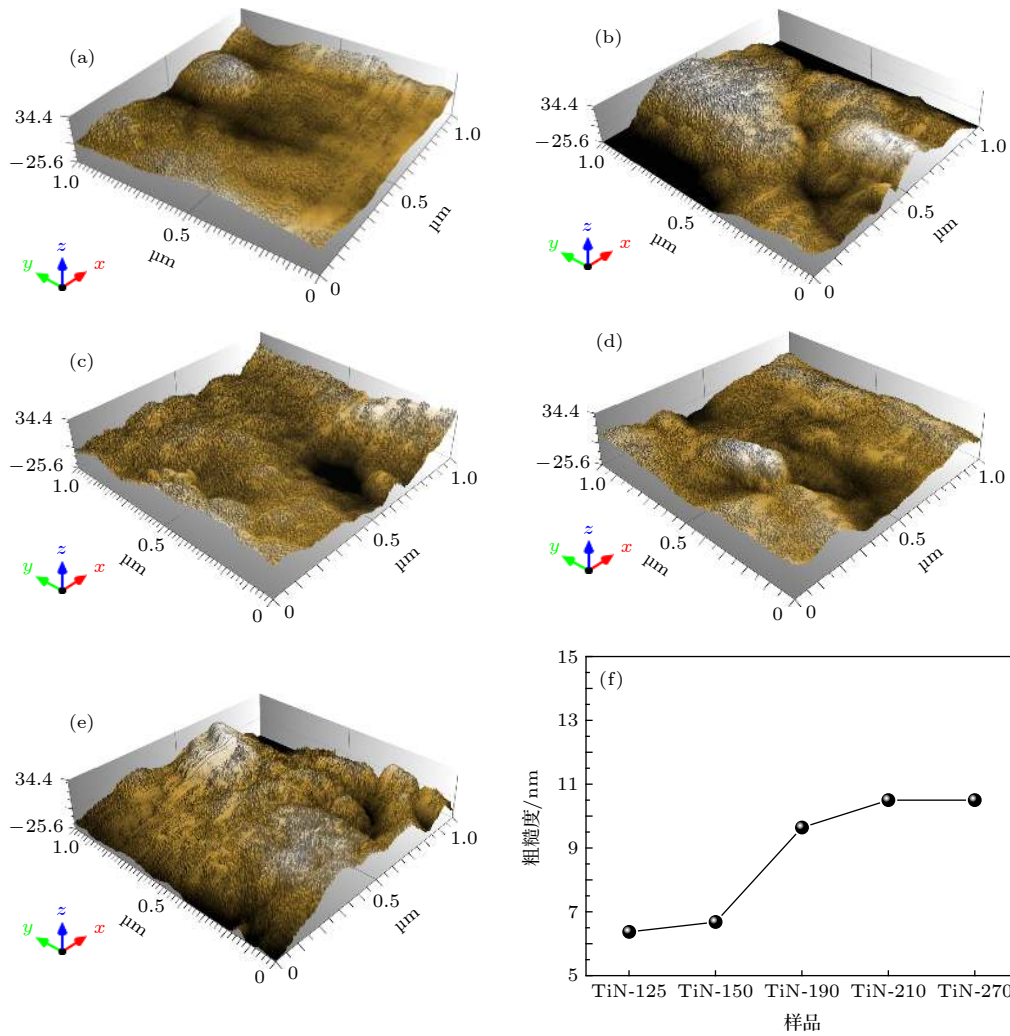 (a)
34.4
−25.6
1.0
0.5
µm
0
0
0.5
µm
1.0
z
y
x
(b)
34.4
−25.6
1.0
0.5
µm
0
0
0.5
µm
1.0
z
y
x
(c)
34.4
−25.6
1.0
0.5
µm
0
0
0.5
µm
1.0
z
y
x
(d)
34.4
−25.6
1.0
0.5
µm
0
0
0.5
µm
1.0
z
y
x
(e)
34.4
−25.6
1.0
0.5
µm
0
0
0.5
µm
1.0
z
y
x
(f)
15
13
11
9
7
5
粗糙度/nm
TiN-125 TiN-150 TiN-190 TiN-210 TiN-270
样品